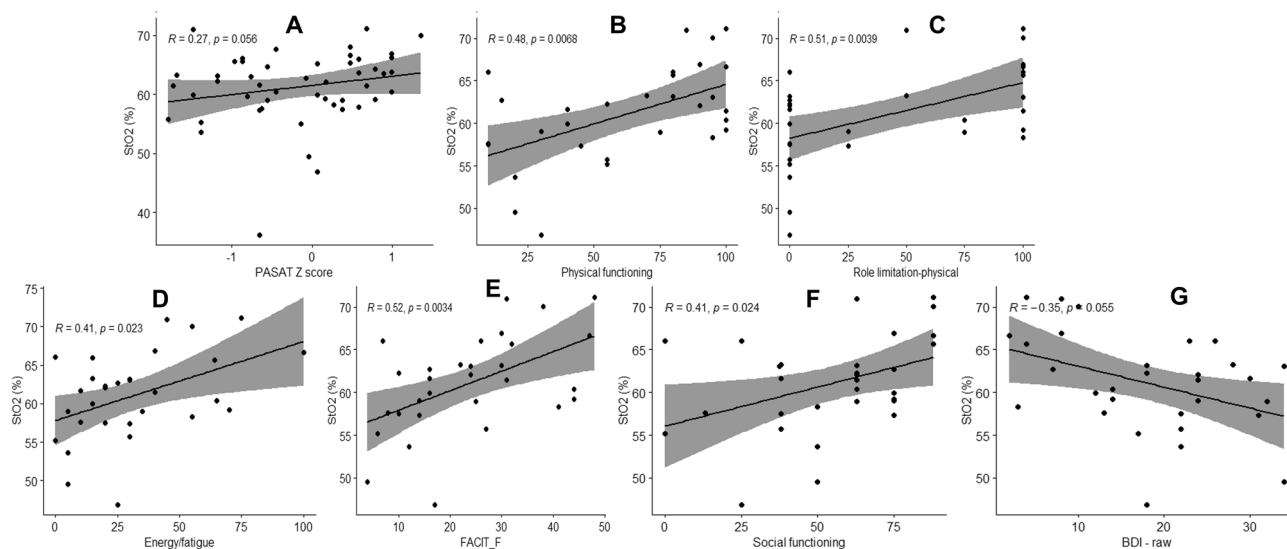 A
R = 0.27, p = 0.056
70
60
50
40
StO2 (%)
-1
0
1
PASAT Z score
B
R = 0.48, p = 0.0068
70
65
60
55
50
StO2 (%)
25
50
75
100
Physical functioning
C
R = 0.51, p = 0.0039
70
65
60
55
50
StO2 (%)
0
25
50
75
100
Role limitation-physical
D
R = 0.41, p = 0.023
75
70
65
60
55
50
StO2 (%)
0
25
50
75
100
Energy/fatigue
E
R = 0.52, p = 0.0034
70
65
60
55
50
StO2 (%)
10
20
30
40
50
FACIT_F
F
R = 0.41, p = 0.024
70
65
60
55
50
StO2 (%)
0
25
50
75
Social functioning
G
R = −0.35, p = 0.055
70
65
60
55
50
StO2 (%)
10
20
30
BDI - raw